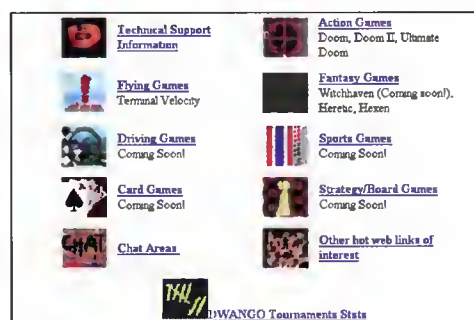 Technical Support
Information
Action Games
Doom, Doom II, Ultimate
Doom
Flying Games
Terminal Velocity
Fantasy Games
Witchhaven (Coming soon!),
Heretic, Hexen
Driving Games
Coming Soon!
Sports Games
Coming Soon!
Card Games
Coming Soon!
Strategy/Board Games
Coming Soon!
CHAT
Chat Areas
Other hot web links of
interest
DWANGO Tournaments Stats